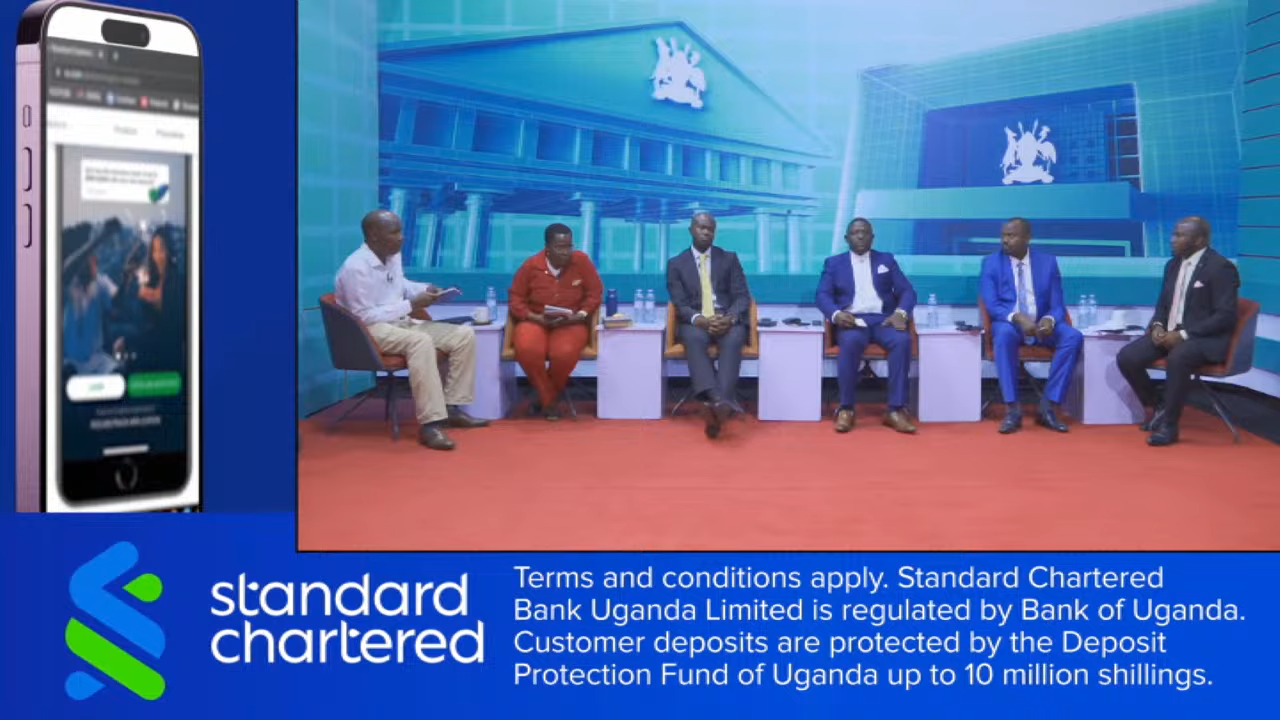 standard
chartered
Terms and conditions apply. Standard Chartered
Bank Uganda Limited is regulated by Bank of Uganda.
Customer deposits are protected by the Deposit
Protection Fund of Uganda up to 10 million shillings.